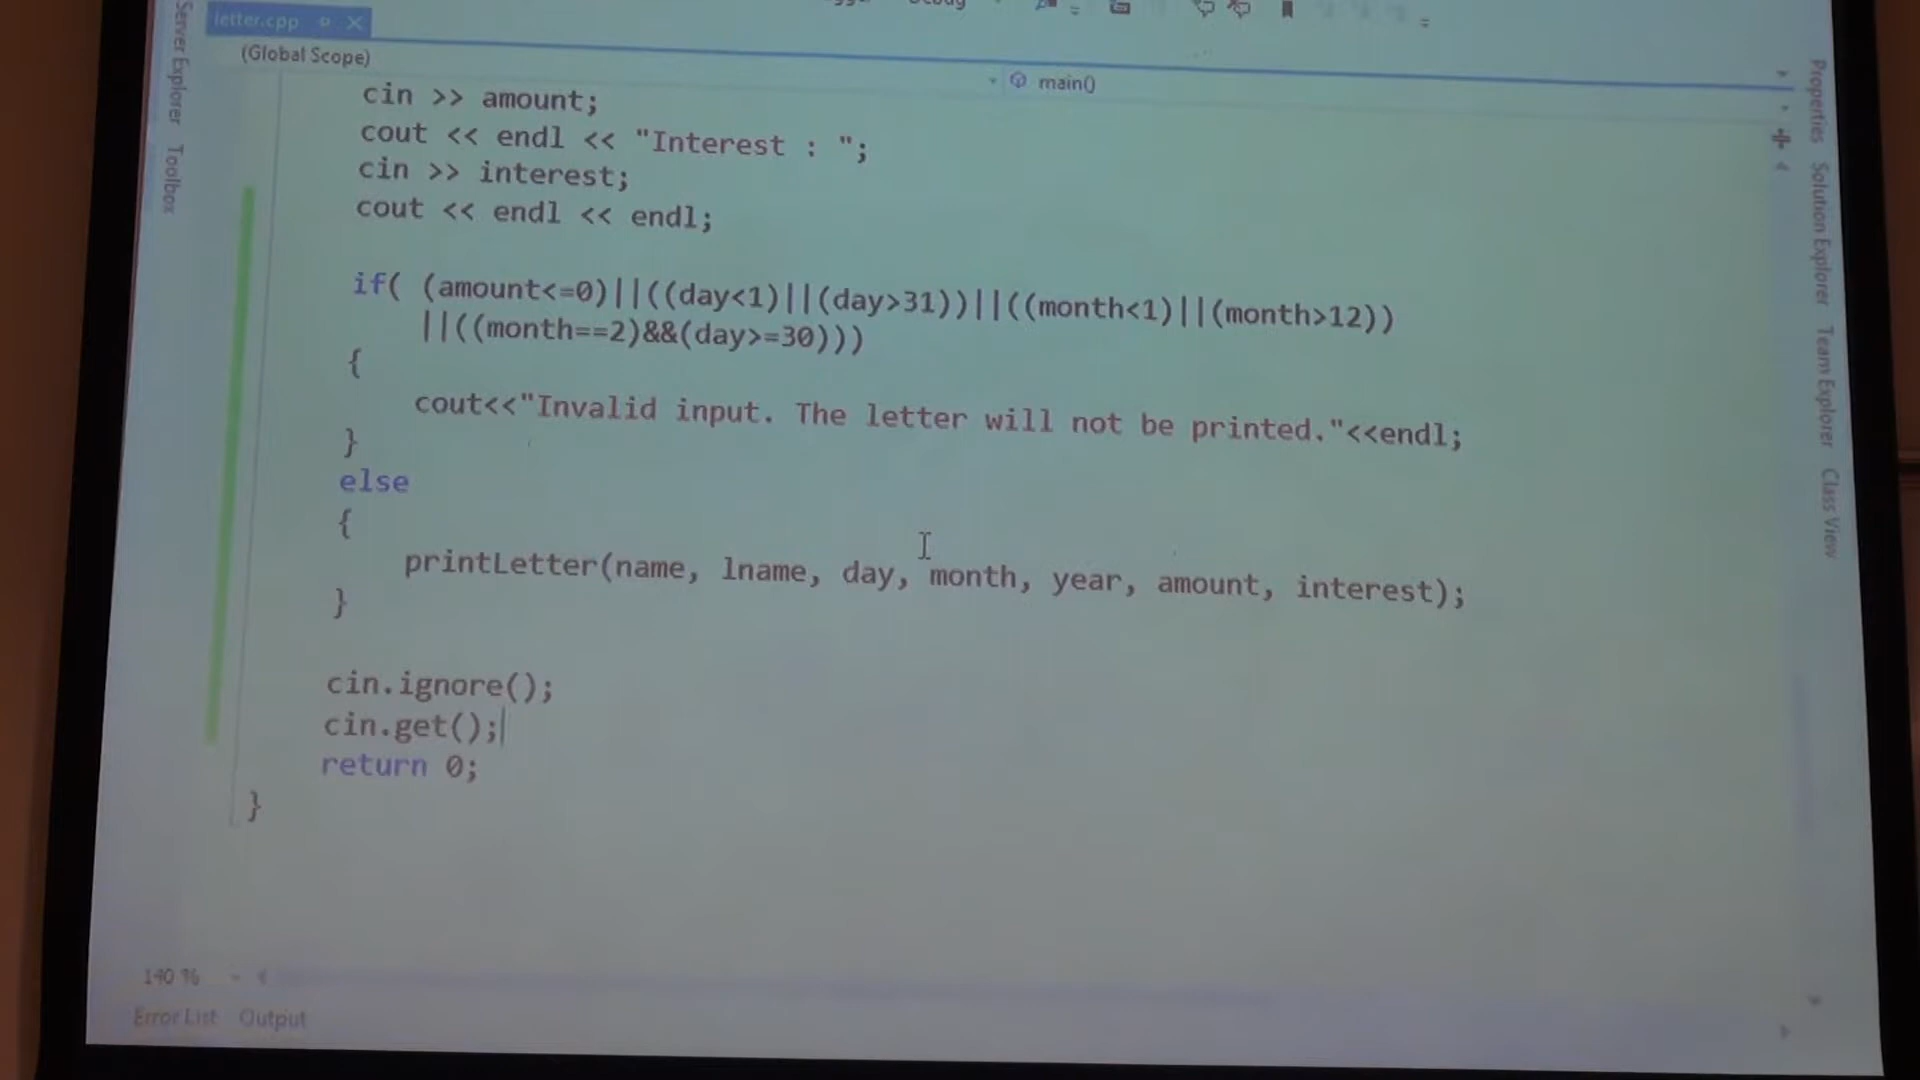 letter.cpp
(Global Scope)
main()
cin >> amount;
cout << endl << "Interest : ";
cin >> interest;
cout << endl << endl;
if( (amount<=0)||((day<1)||(day>31))||((month<1)||(month>12))
||((month==2)&&(day>=30)))
{
cout<<"Invalid input. The letter will not be printed."<<endl;
}
else
{
printLetter(name, lname, day, month, year, amount, interest);
}
cin.ignore();
cin.get();
return 0;
}
140 %
Error List Output
Server Explorer Toolbox
Properties Solution Explorer Team Explorer Class View